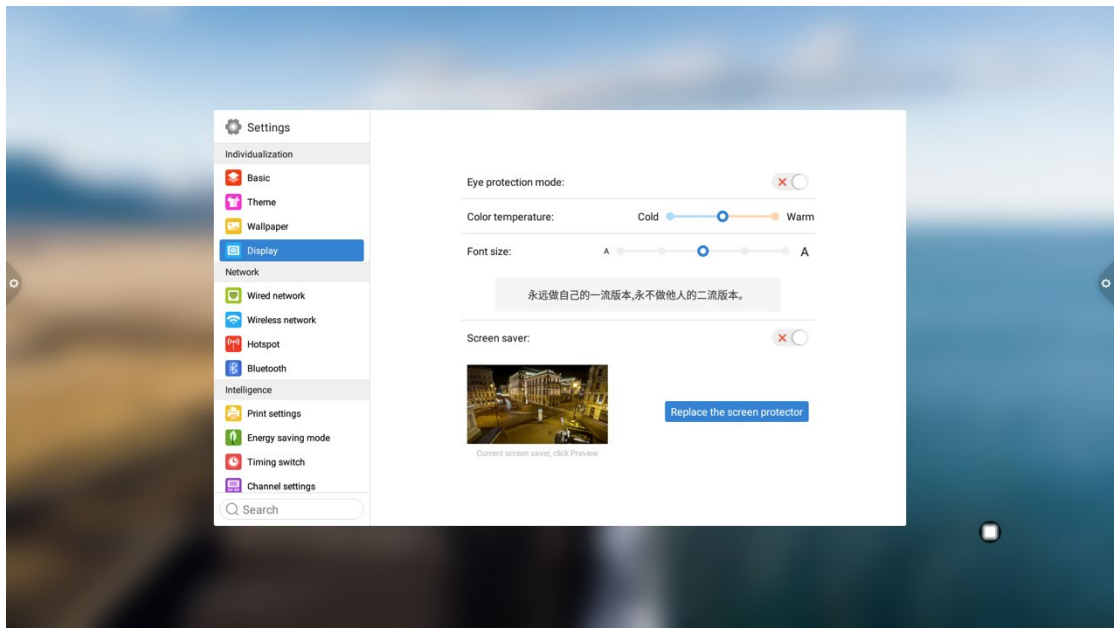 Settings
Individualization
Basic
Theme
Wallpaper
Display
Network
Wired network
Wireless network
Hotspot
Bluetooth
Intelligence
Print settings
Energy saving mode
Timing switch
Channel settings
Search
Eye protection mode:
Color temperature: Cold Warm
Font size: A A
永远做自己的一流版本,永不做他人的二流版本。
Screen saver:
Replace the screen protector
Current screen saver, click Preview